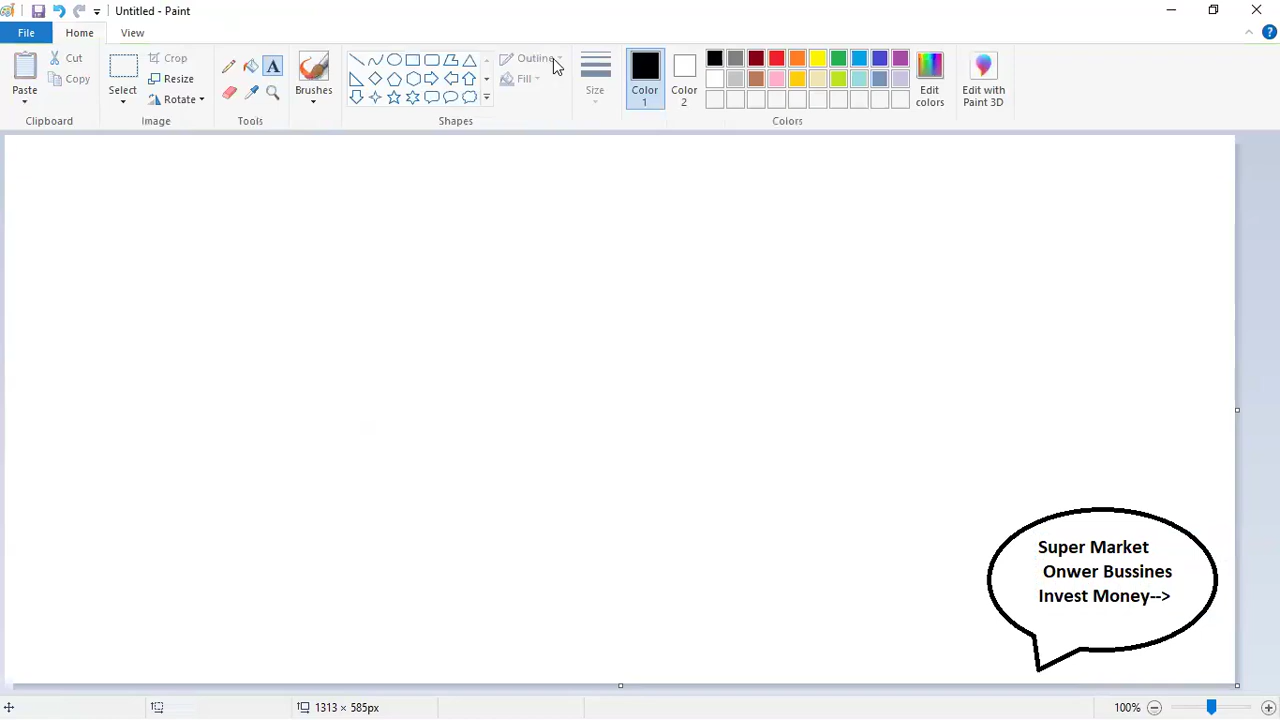 Untitled - Paint
File Home View
Paste
Cut
Copy
Clipboard
Select
Crop
Resize
Rotate
Image
A
Tools
Brushes
Outline
Fill
Shapes
Size
Color 1
Color 2
Edit colors
Colors
Edit with Paint 3D
Super Market
Onwer Bussines
Invest Money-->
1313 × 585px
100%